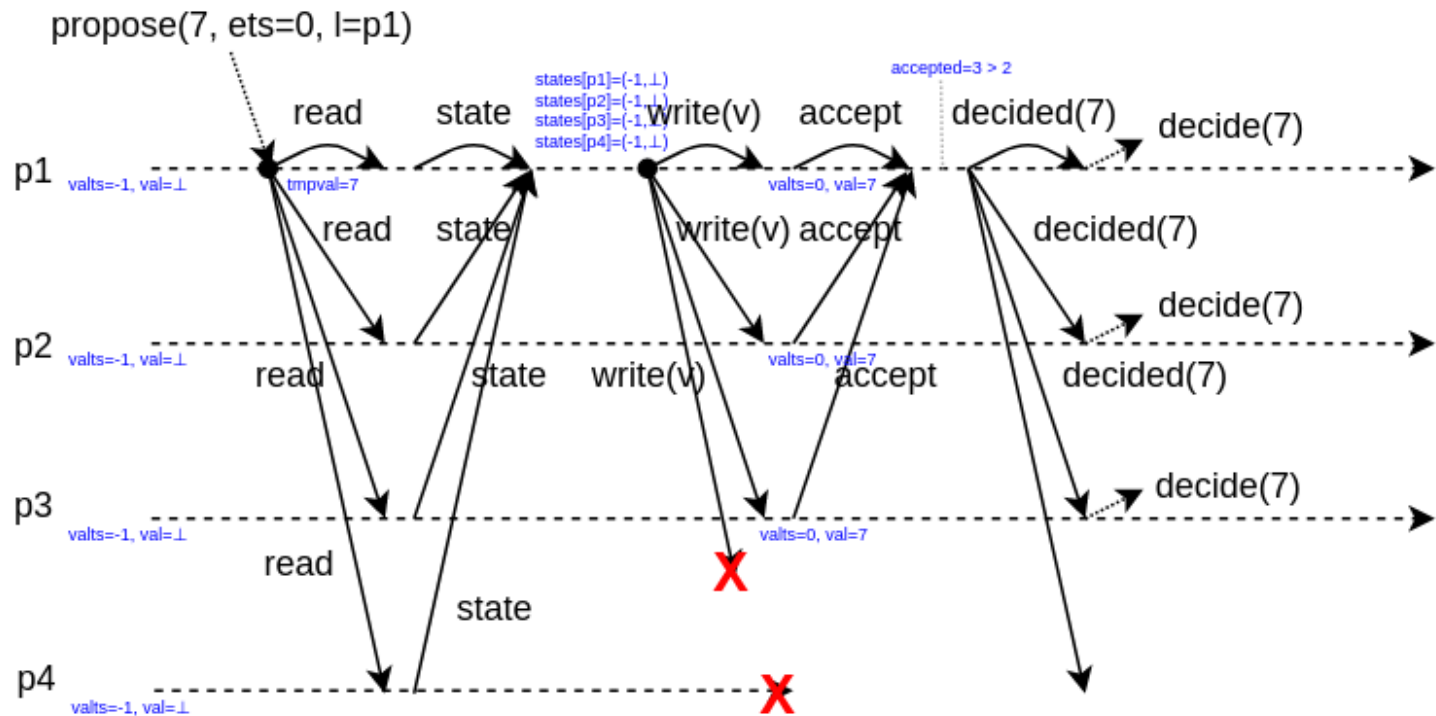 propose(7, ets=0, l=p1)
states[p1]=(-1,⊥)
states[p2]=(-1,⊥)
states[p3]=(-1,⊥)
states[p4]=(-1,⊥)
accepted=3 > 2
read
state
write(v)
accept
decided(7)
decide(7)
p1
valts=-1, val=⊥
tmpval=7
valts=0, val=7
read
state
write(v)
accept
decided(7)
decide(7)
p2
valts=-1, val=⊥
valts=0, val=7
read
state
write(v)
accept
decided(7)
decide(7)
p3
valts=-1, val=⊥
valts=0, val=7
read
X
state
p4
valts=-1, val=⊥
X